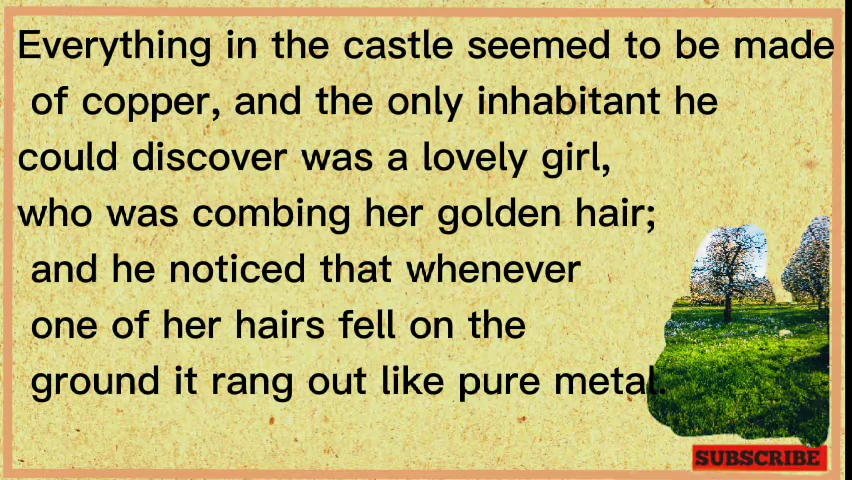 Everything in the castle seemed to be made
of copper, and the only inhabitant he
could discover was a lovely girl,
who was combing her golden hair;
and he noticed that whenever
one of her hairs fell on the
ground it rang out like pure metal.
SUBSCRIBE